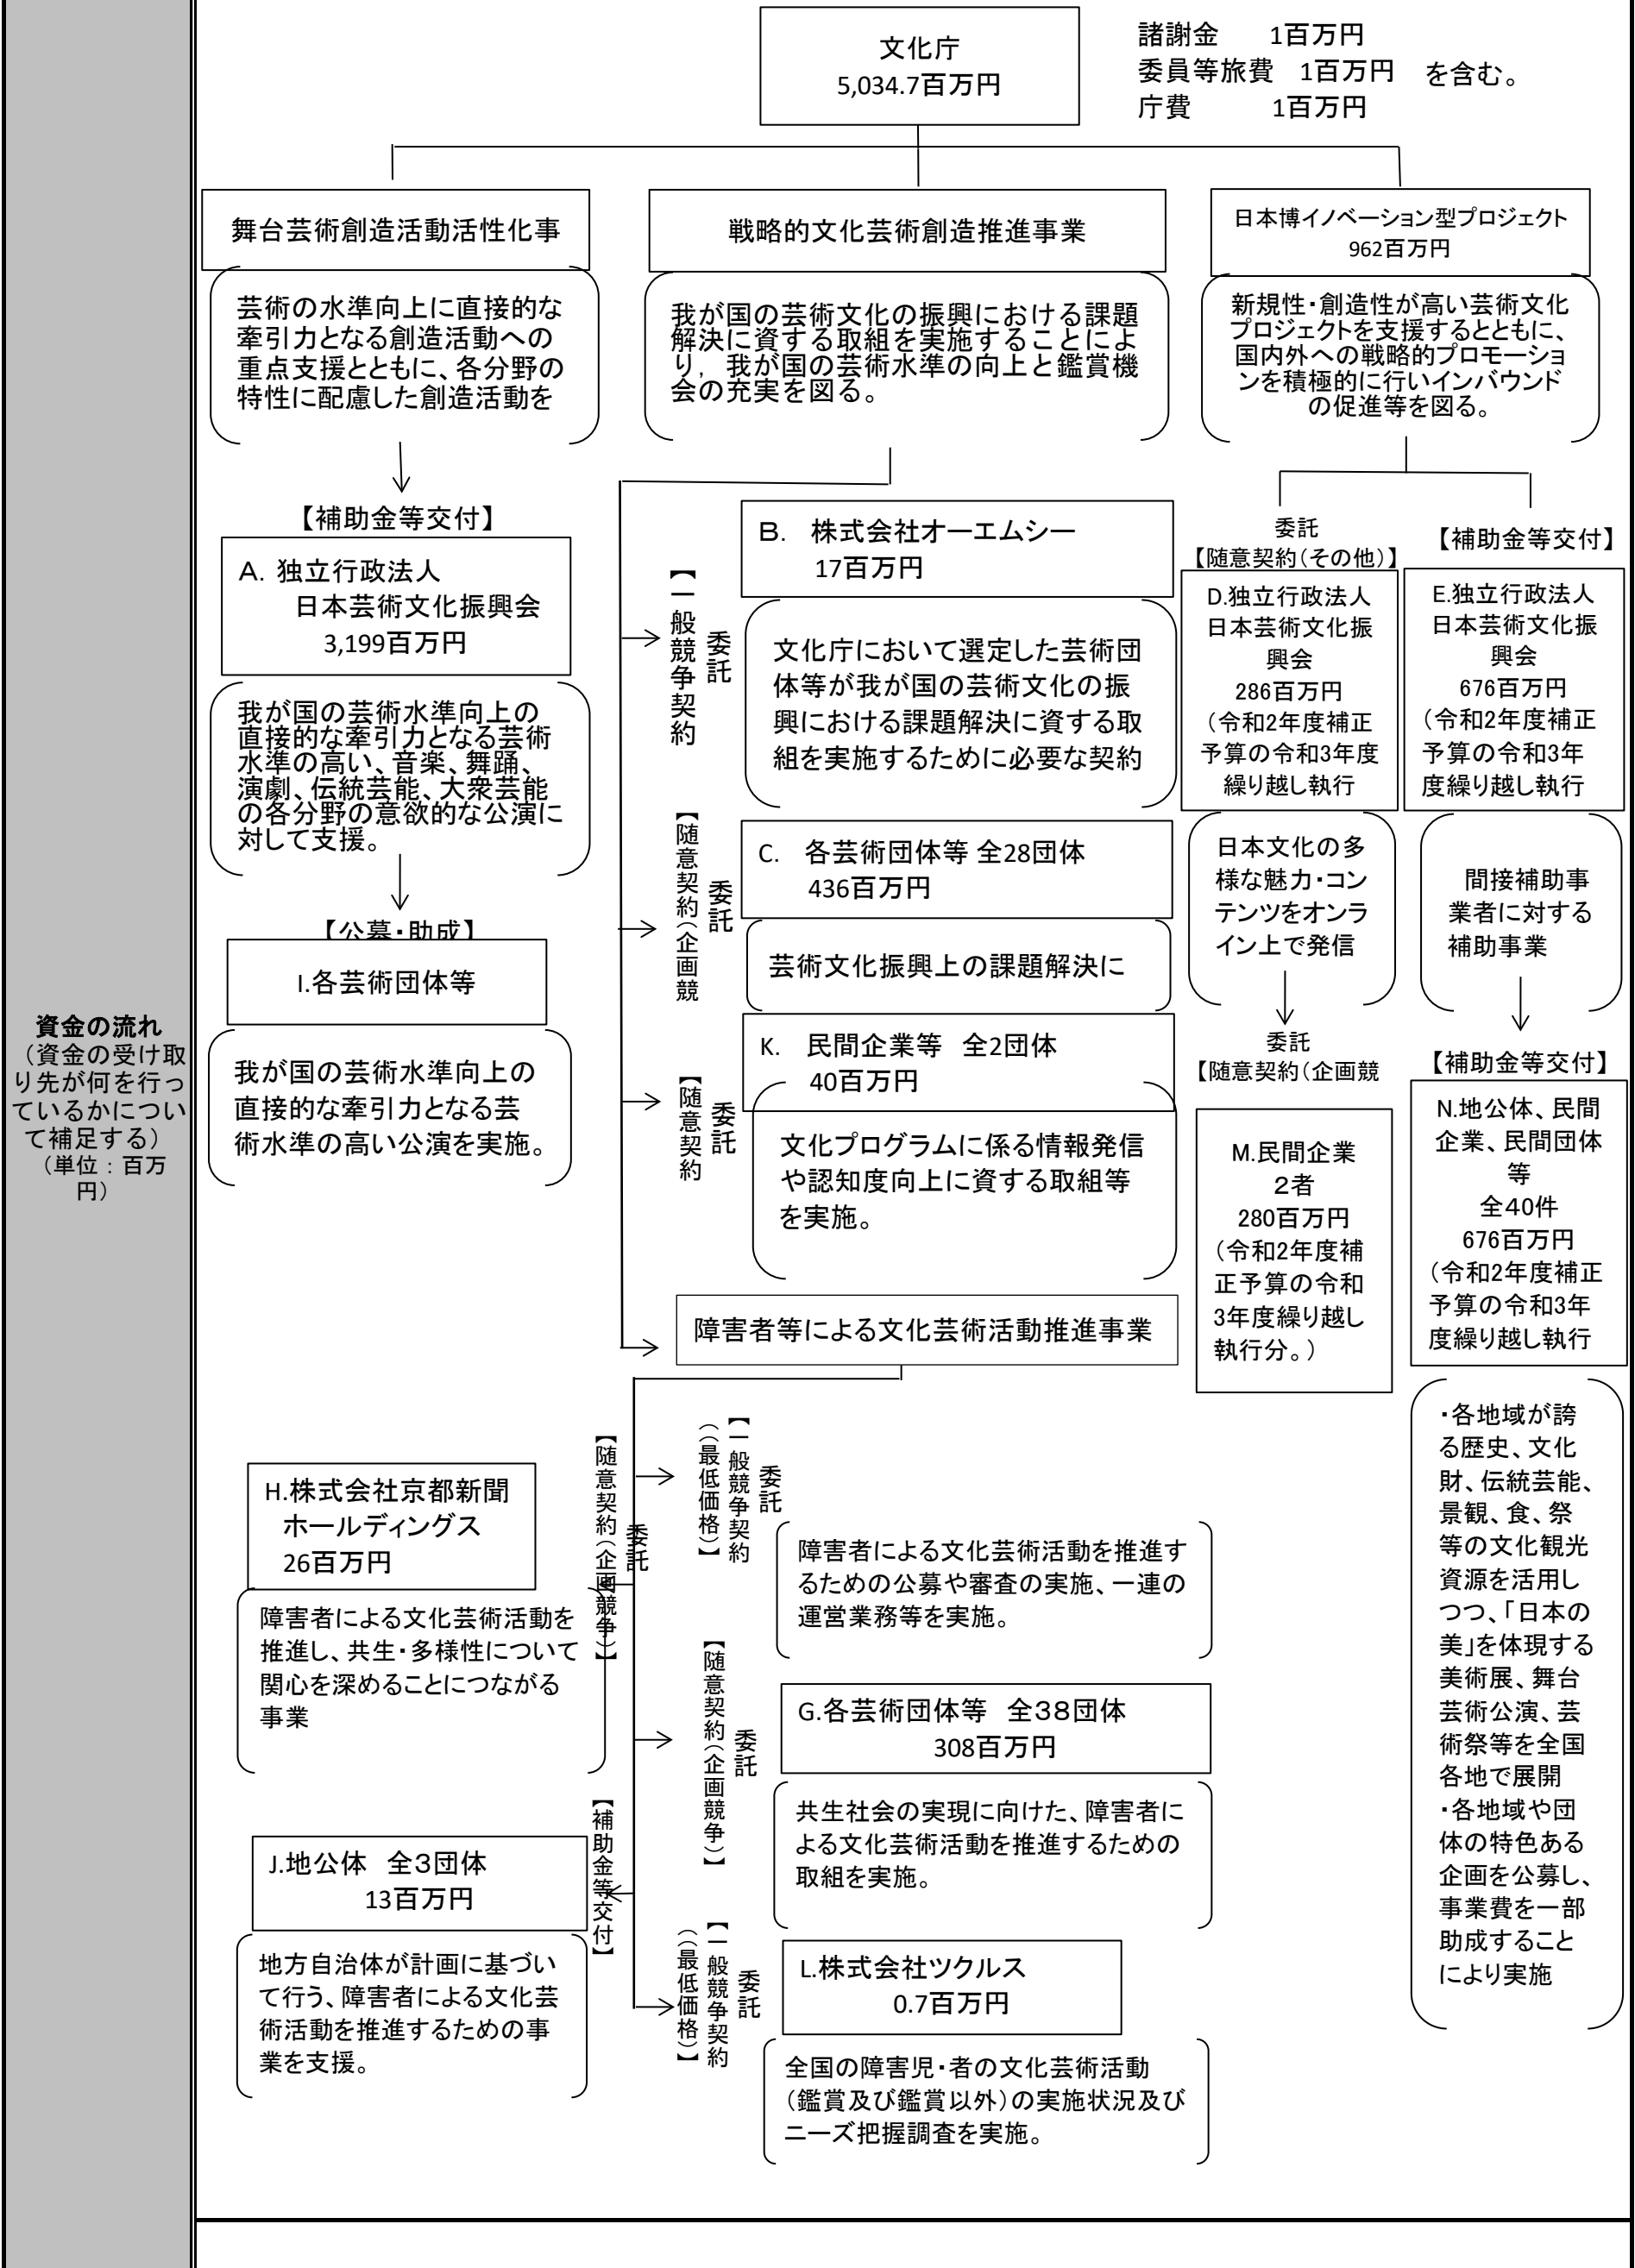 資金の流れ
（資金の受け取
り先が何を行っ
ているかについ
て補足する）
（単位：百万
円）
文化庁
5,034.7百万円
諸謝金 1百万円
委員等旅費 1百万円 を含む。
庁費 1百万円
舞台芸術創造活動活性化事
芸術の水準向上に直接的な
牽引力となる創造活動への
重点支援とともに、各分野の
特性に配慮した創造活動を
【補助金等交付】
A. 独立行政法人
日本芸術文化振興会
3,199百万円
我が国の芸術水準向上の
直接的な牽引力となる芸術
水準の高い、音楽、舞踊、
演劇、伝統芸能、大衆芸能
の各分野の意欲的な公演に
対して支援。
【公募・助成】
I.各芸術団体等
我が国の芸術水準向上の
直接的な牽引力となる芸
術水準の高い公演を実施。
戦略的文化芸術創造推進事業
我が国の芸術文化の振興における課題
解決に資する取組を実施することによ
り， 我が国の芸術水準の向上と鑑賞機
会の充実を図る。
【一般競争契約
委託
B. 株式会社オーエムシー
17百万円
文化庁において選定した芸術団
体等が我が国の芸術文化の振
興における課題解決に資する取
組を実施するために必要な契約
【随意契約（企画競
委託
C. 各芸術団体等 全28団体
436百万円
芸術文化振興上の課題解決に
【随意契約
委託
K. 民間企業等 全2団体
40百万円
文化プログラムに係る情報発信
や認知度向上に資する取組等
を実施。
障害者等による文化芸術活動推進事業
日本博イノベーション型プロジェクト
962百万円
新規性・創造性が高い芸術文化
プロジェクトを支援するとともに、
国内外への戦略的プロモーショ
ンを積極的に行いインバウンド
の促進等を図る。
委託
【随意契約（その他）】
D.独立行政法人
日本芸術文化振
興会
286百万円
（令和2年度補正
予算の令和3年度
繰り越し執行
日本文化の多
様な魅力・コン
テンツをオンラ
イン上で発信
委託
【随意契約（企画競
M.民間企業
２者
280百万円
（令和2年度補
正予算の令和
3年度繰り越し
執行分。）
【補助金等交付】
E.独立行政法人
日本芸術文化振
興会
676百万円
（令和2年度補正
予算の令和3年
度繰り越し執行
間接補助事
業者に対する
補助事業
【補助金等交付】
N.地公体、民間
企業、民間団体
等
全40件
676百万円
（令和2年度補正
予算の令和3年
度繰り越し執行
・各地域が誇
る歴史、文化
財、伝統芸能、
景観、食、祭
等の文化観光
資源を活用し
つつ、「日本の
美」を体現する
美術展、舞台
芸術公演、芸
術祭等を全国
各地で展開
・各地域や団
体の特色ある
企画を公募し、
事業費を一部
助成すること
により実施
【随意契約（企画競争）】
委託
H.株式会社京都新聞
ホールディングス
26百万円
障害者による文化芸術活動を
推進し、共生・多様性について
関心を深めることにつながる
事業
【補助金等交付】
J.地公体 全３団体
13百万円
地方自治体が計画に基づい
て行う、障害者による文化芸
術活動を推進するための事
業を支援。
【一般競争契約
（（最低価格）】
委託
障害者による文化芸術活動を推進す
るための公募や審査の実施、一連の
運営業務等を実施。
【随意契約（企画競争）】
委託
G.各芸術団体等 全３８団体
308百万円
共生社会の実現に向けた、障害者に
よる文化芸術活動を推進するための
取組を実施。
【一般競争契約
（（最低価格）】
委託
L.株式会社ツクルス
0.7百万円
全国の障害児・者の文化芸術活動
（鑑賞及び鑑賞以外）の実施状況及び
ニーズ把握調査を実施。